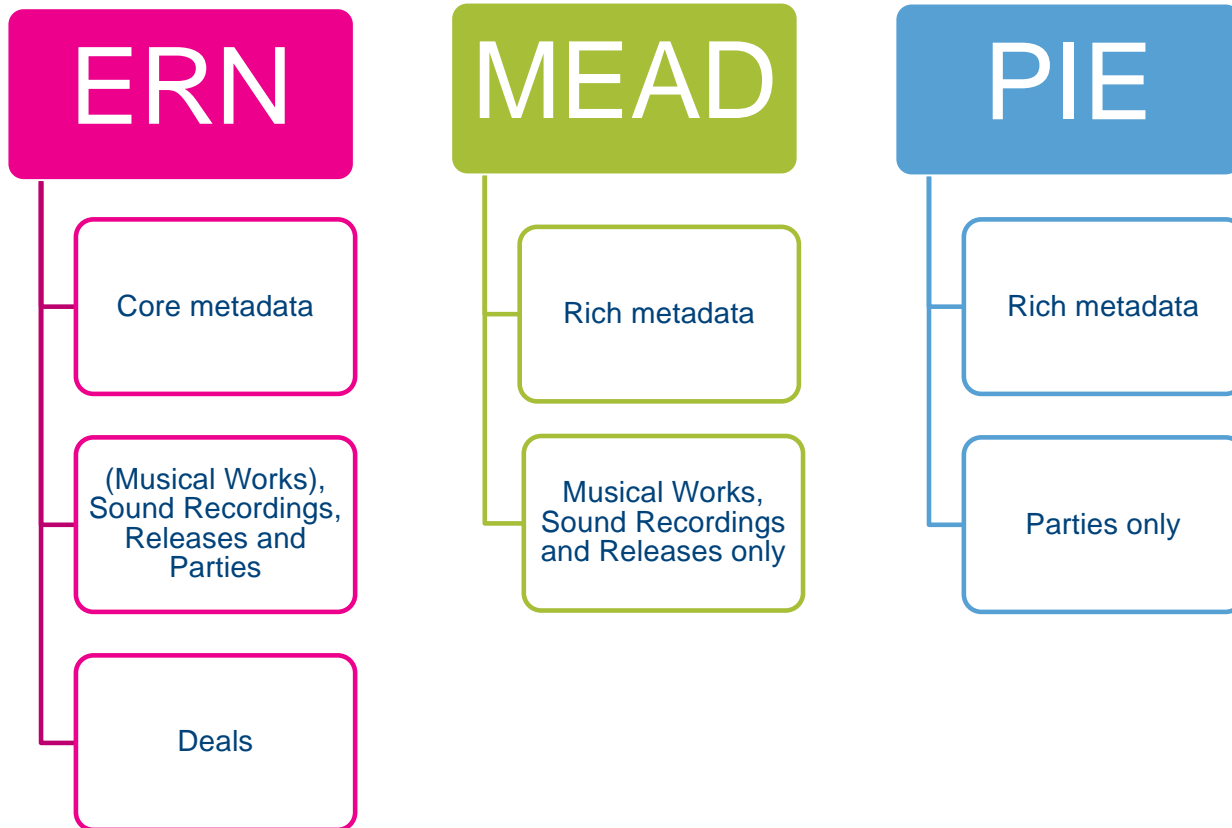 ERN
Core metadata
(Musical Works),
Sound Recordings,
Releases and
Parties
Deals
MEAD
Rich metadata
Musical Works,
Sound Recordings
and Releases only
PIE
Rich metadata
Parties only